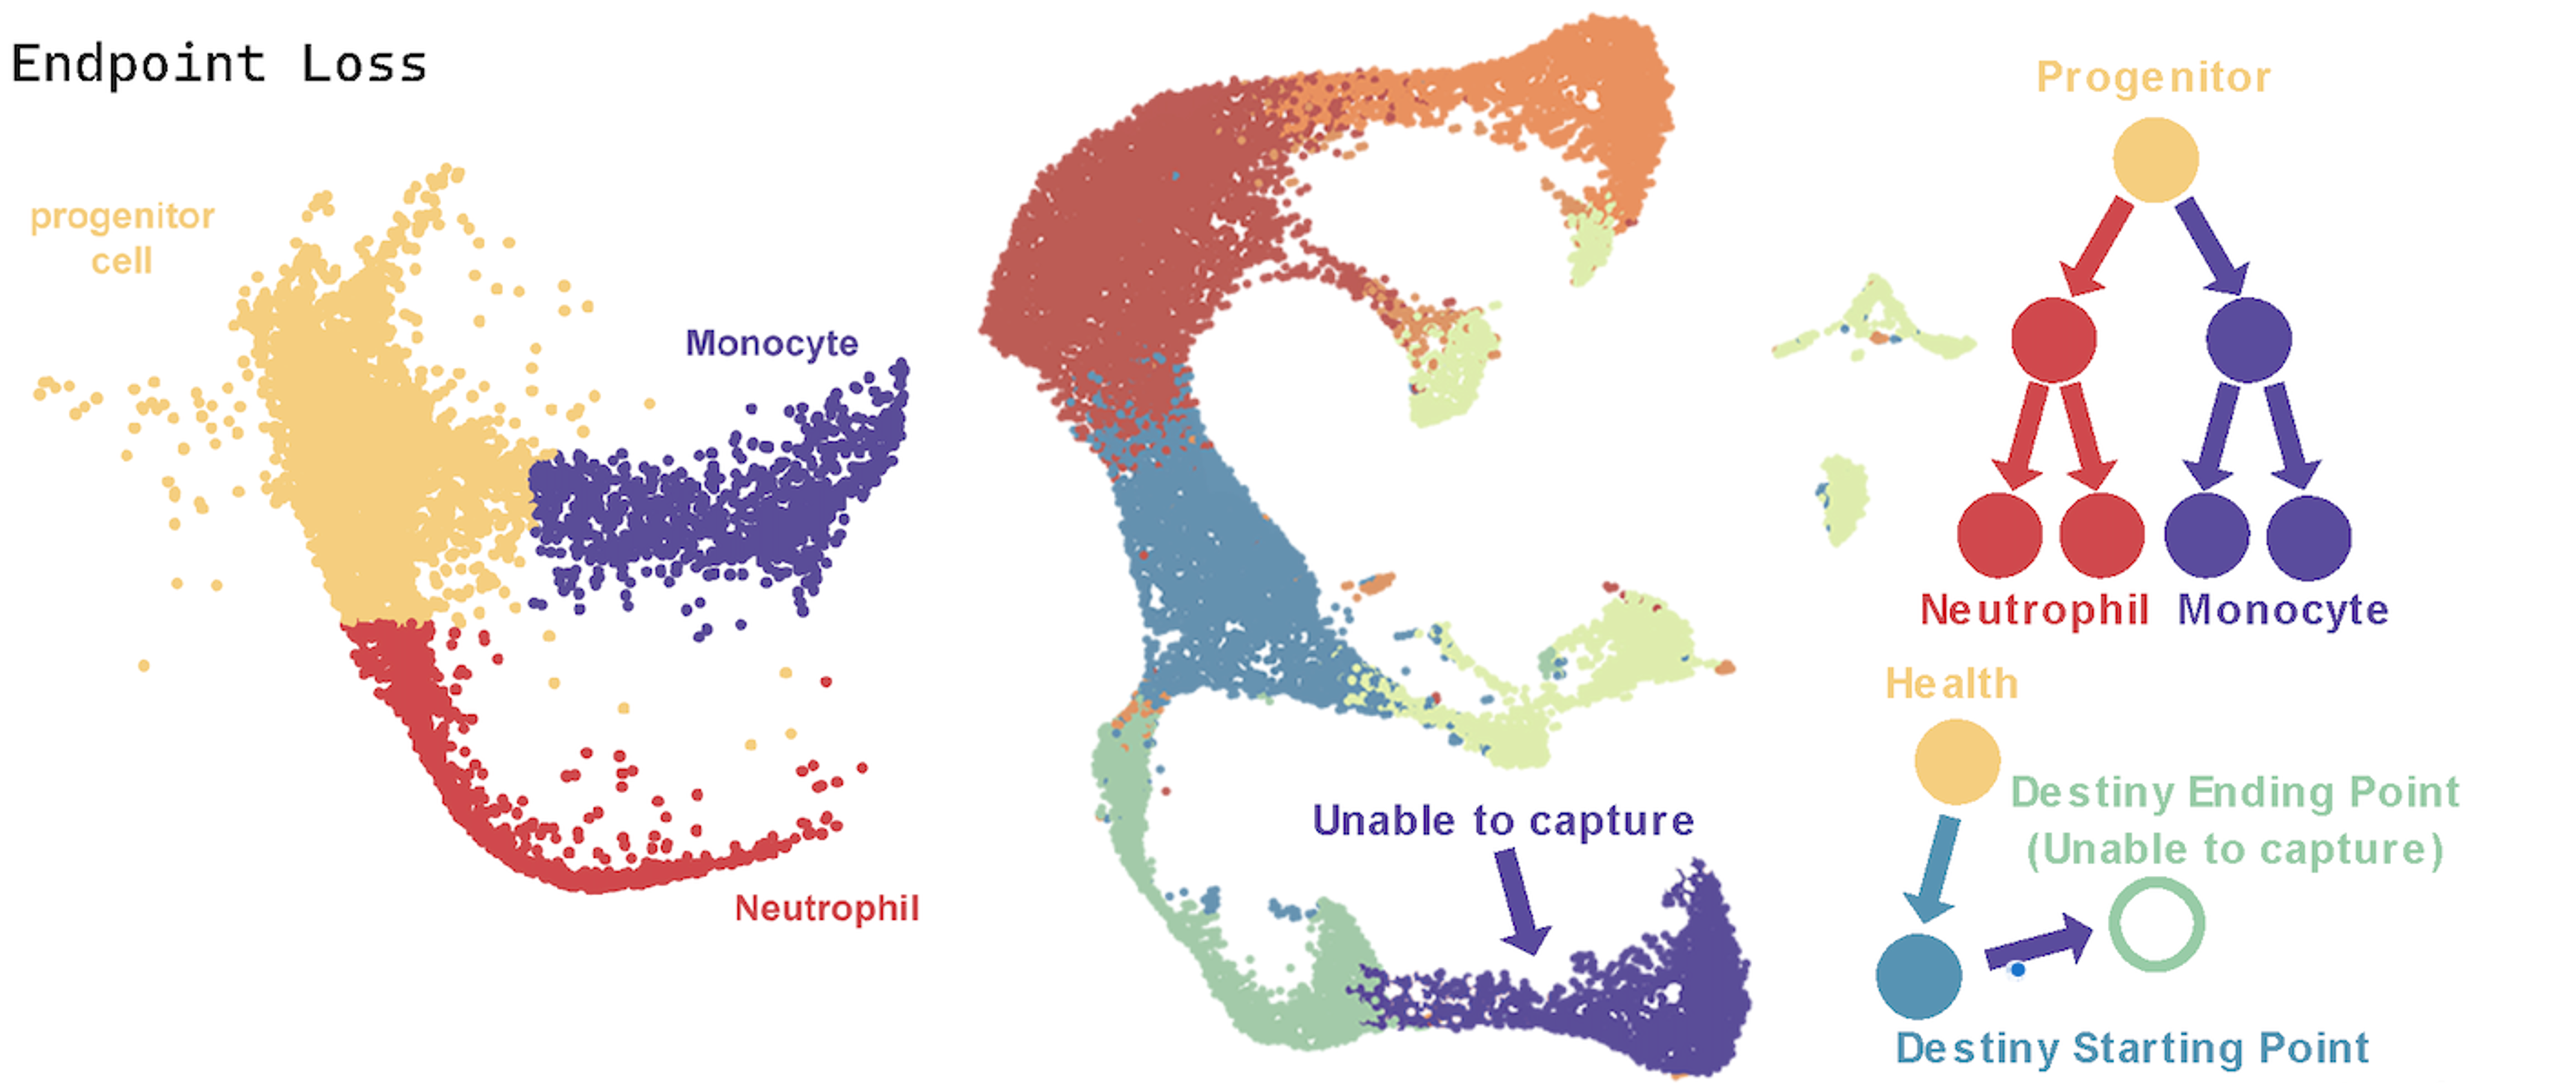 Endpoint Loss
progenitor
cell
Monocyte
Neutrophil
Unable to capture
Progenitor
Neutrophil
Monocyte
Health
Destiny Ending Point
(Unable to capture)
Destiny Starting Point